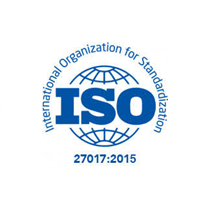 International Organization for Standardization
ISO
27017:2015